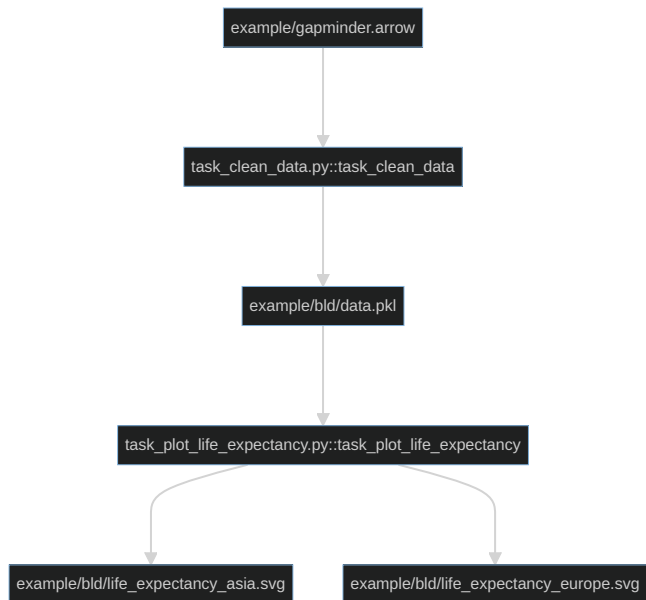 example/gapminder.arrow
task_clean_data.py::task_clean_data
example/bld/data.pkl
task_plot_life_expectancy.py::task_plot_life_expectancy
example/bld/life_expectancy_asia.svg
example/bld/life_expectancy_europe.svg